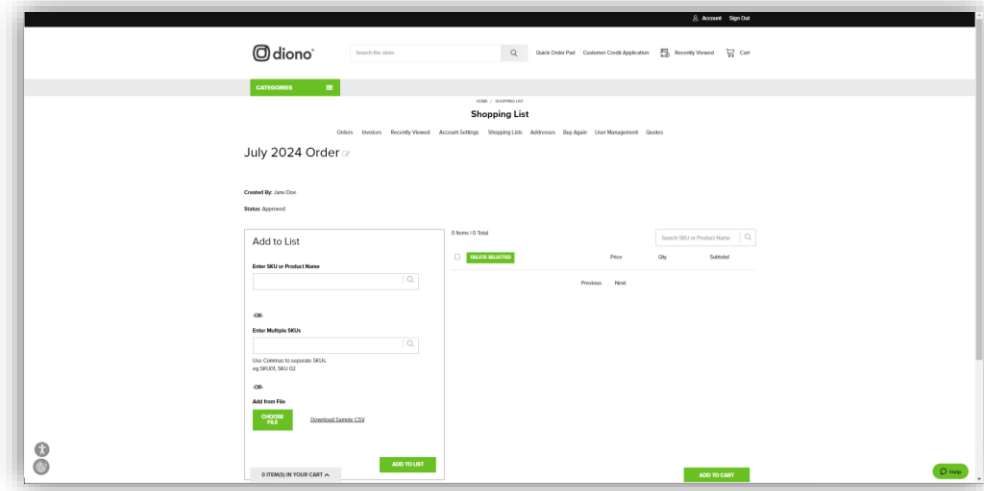 Account Sign Out
diono
Search the store
Quick Order Pad Customer Credit Application Recently Viewed Cart
CATEGORIES
HOME / SHOPPING LIST
Shopping List
Orders Invoices Recently Viewed Account Settings Shopping Lists Addresses Buy Again User Management Quotes
July 2024 Order
Created By: Jane Doe
Status: Approved
Add to List
Enter SKU or Product Name
-OR-
Enter Multiple SKUs
Use Commas to separate SKUs.
eg SKU01, SKU 02
-OR-
Add from File
CHOOSE
FILE
Download Sample CSV
ADD TO LIST
0 Items / 0 Total
Search SKU or Product Name
DELETE SELECTED
Price Qty Subtotal
Previous Next
0 ITEM(S) IN YOUR CART
ADD TO CART
Help